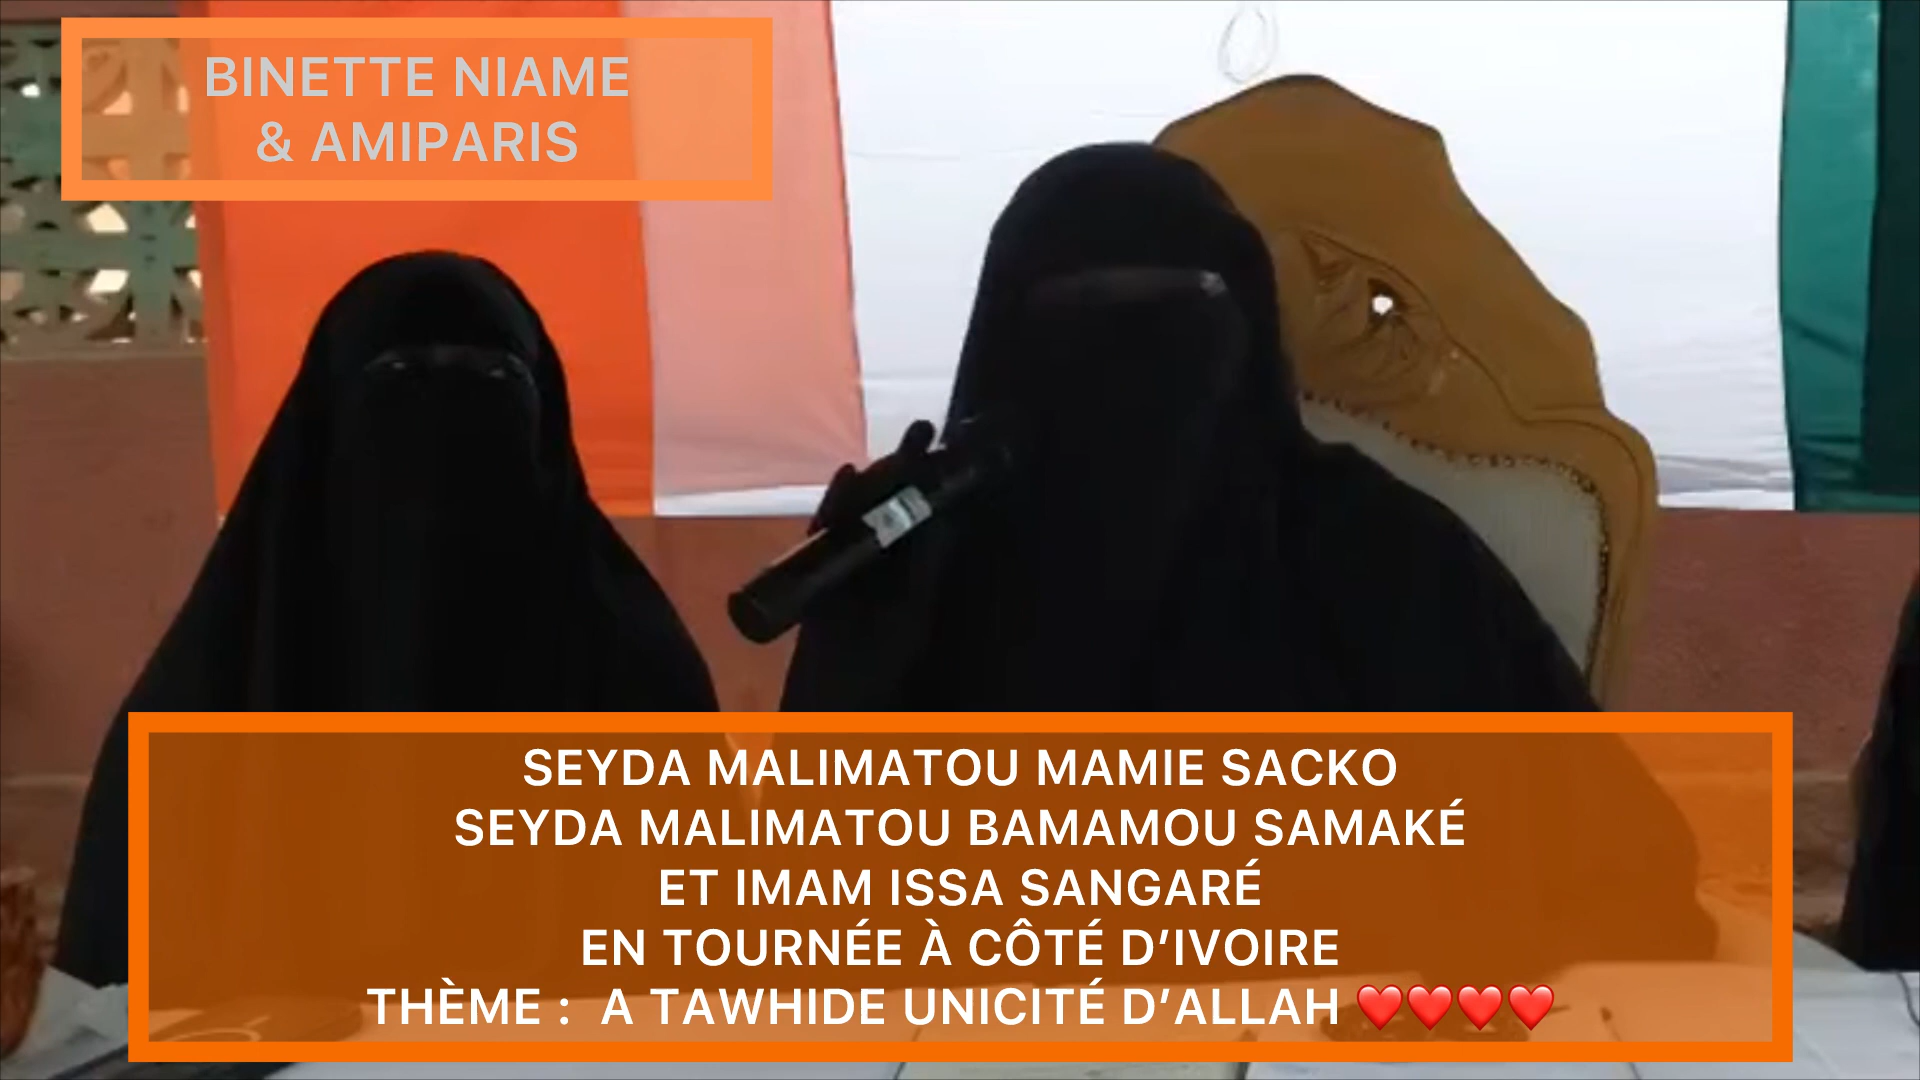 BINETTE NIAME
& AMIPARIS
SEYDA MALIMATOU MAMIE SACKO
SEYDA MALIMATOU BAMAMOU SAMAKÉ
ET IMAM ISSA SANGARÉ
EN TOURNÉE À CÔTÉ D’IVOIRE
THÈME :  A TAWHIDE UNICITÉ D’ALLAH ❤️❤️❤️❤️